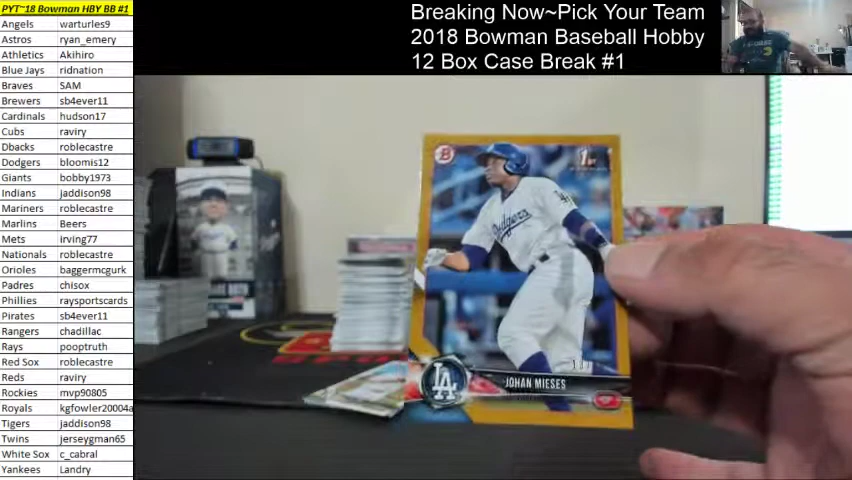 PYT~18 Bowman HBY BB #1
Angels warturles9
Astros ryan_emery
Athletics Akihiro
Blue Jays ridnation
Braves SAM
Brewers sb4ever11
Cardinals hudson17
Cubs raviry
Dbacks roblecastre
Dodgers bloomis12
Giants bobby1973
Indians jaddison98
Mariners roblecastre
Marlins Beers
Mets irving77
Nationals roblecastre
Orioles baggermcgurk
Padres chisox
Phillies raysportscards
Pirates sb4ever11
Rangers chadillac
Rays pooptruth
Red Sox roblecastre
Reds raviry
Rockies mvp90805
Royals kgfowler20004a
Tigers jaddison98
Twins jerseygman65
White Sox c_cabral
Yankees Landry
Breaking Now~Pick Your Team
2018 Bowman Baseball Hobby
12 Box Case Break #1
B
1st
Dodgers
LA
JOHAN MIESES